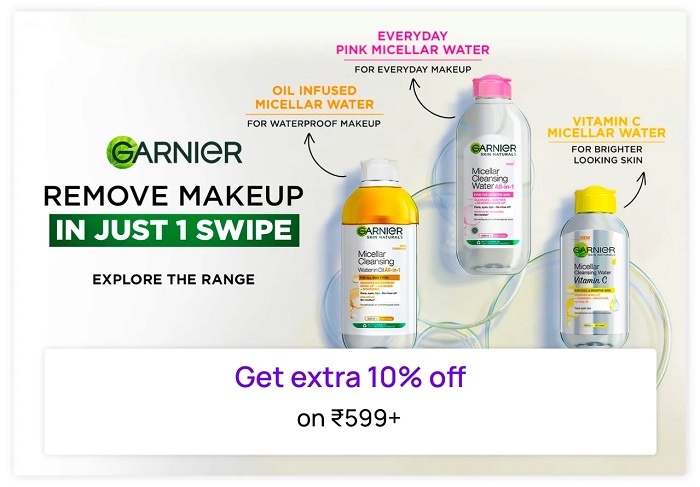 EVERYDAY
PINK MICELLAR WATER
FOR EVERYDAY MAKEUP
OIL INFUSED
MICELLAR WATER
FOR WATERPROOF MAKEUP
VITAMIN C
MICELLAR WATER
FOR BRIGHTER
LOOKING SKIN
GARNIER
REMOVE MAKEUP
IN JUST 1 SWIPE
EXPLORE THE RANGE
GARNIER
SKIN NATURALS
Micellar
Cleansing
Water in Oil All-in-1
GARNIER
SKIN NATURALS
Micellar
Cleansing
Water All-in-1
GARNIER
SKIN NATURALS
Micellar
Cleansing Water
Vitamin C
Get extra 10% off
on ₹599+